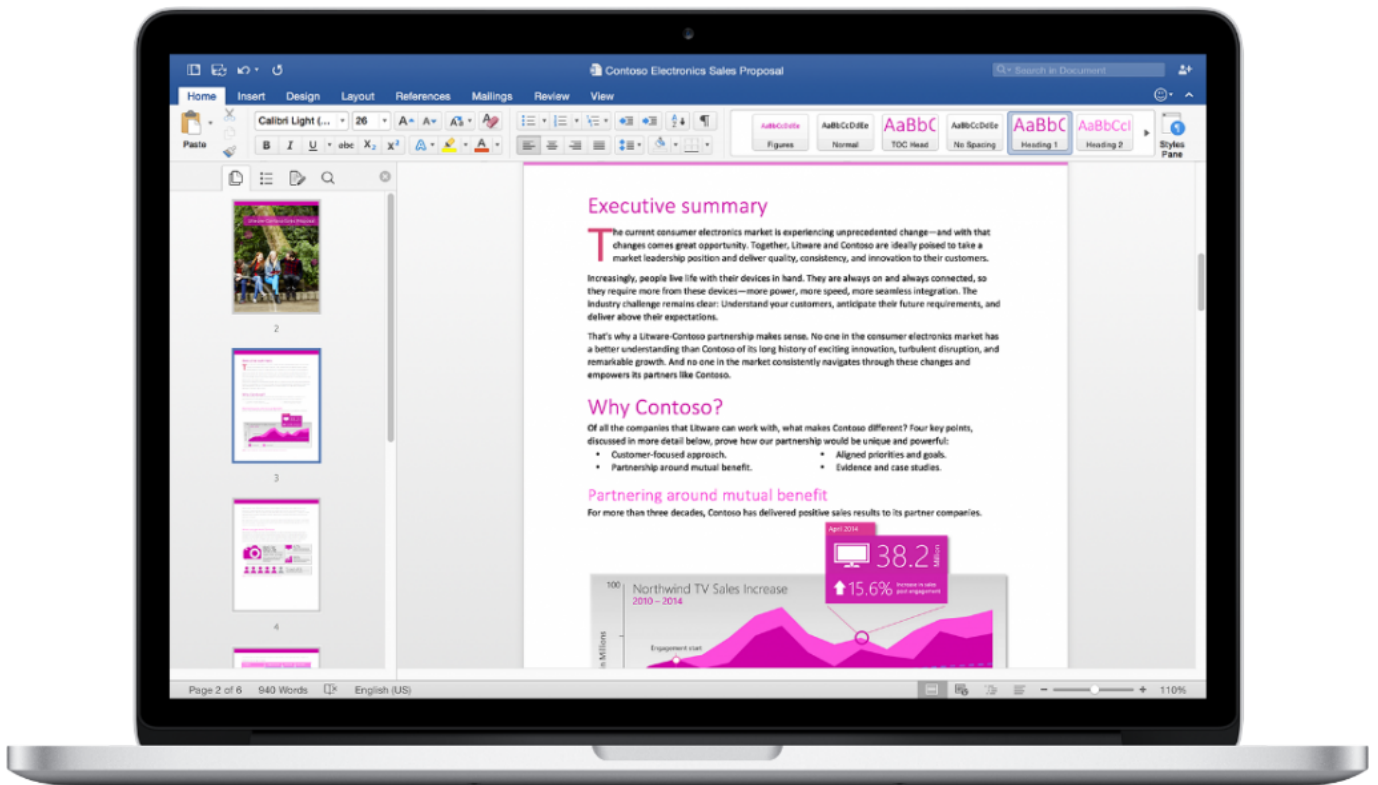 Contoso Electronics Sales Proposal
Search in Document
Home Insert Design Layout References Mailings Review View
Paste
Calibri Light (... 26
B I U abc X₂ X²
AaBbCcDdEe AaBbCcDdEe AaBbC AaBbCcDdEe AaBbC AaBbCcI
Figures Normal TOC Head No Spacing Heading 1 Heading 2
Styles
Pane
2
3
4
Executive summary
The current consumer electronics market is experiencing unprecedented change—and with that
changes comes great opportunity. Together, Litware and Contoso are ideally poised to take a
market leadership position and deliver quality, consistency, and innovation to their customers.
Increasingly, people live life with their devices in hand. They are always on and always connected, so
they require more from these devices—more power, more speed, more seamless integration. The
industry challenge remains clear: Understand your customers, anticipate their future requirements, and
deliver above their expectations.
That's why a Litware-Contoso partnership makes sense. No one in the consumer electronics market has
a better understanding than Contoso of its long history of exciting innovation, turbulent disruption, and
remarkable growth. And no one in the market consistently navigates through these changes and
empowers its partners like Contoso.
Why Contoso?
Of all the companies that Litware can work with, what makes Contoso different? Four key points,
discussed in more detail below, prove how our partnership would be unique and powerful:
• Customer-focused approach.
• Partnership around mutual benefit.
• Aligned priorities and goals.
• Evidence and case studies.
Partnering around mutual benefit
For more than three decades, Contoso has delivered positive sales results to its partner companies.
April 2014
38.2 Million
15.6% Increase in sales
post engagement
100
Northwind TV Sales Increase
2010 – 2014
Engagement start
in Millions
Page 2 of 6 940 Words English (US) 110%